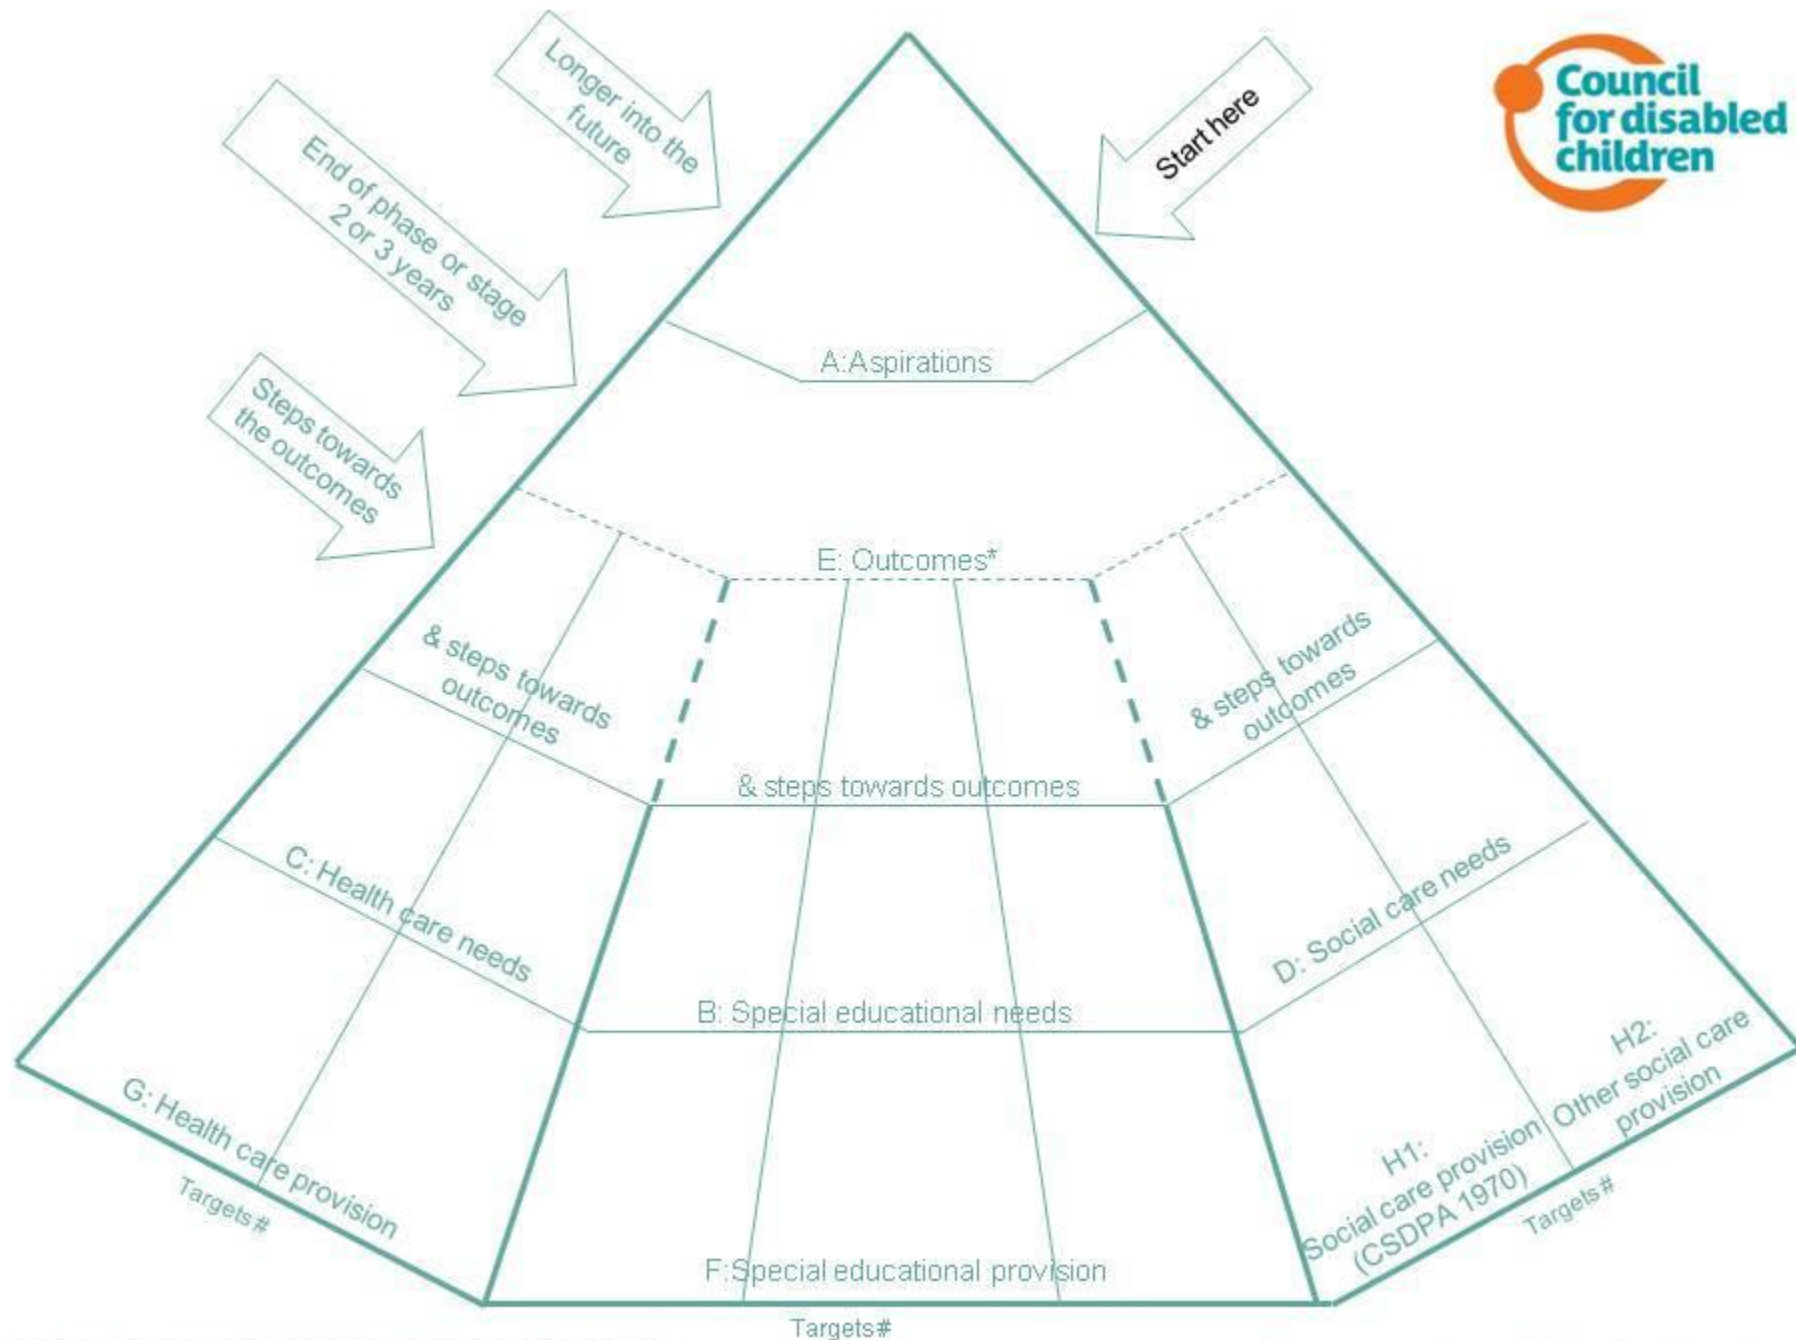 Longer into the
future
Start here
Council
for disabled
children
End of phase or stage
2 or 3 years
A:Aspirations
Steps towards
the outcomes
E: Outcomes*
& steps towards
outcomes
& steps towards
outcomes
& steps towards outcomes
C: Health care needs
D: Social care needs
B: Special educational needs
G: Health care provision
H1:
Social care provision
(CSDPA 1970)
H2:
Other social care
provision
F:Special educational provision
Targets#
Targets#
Targets#